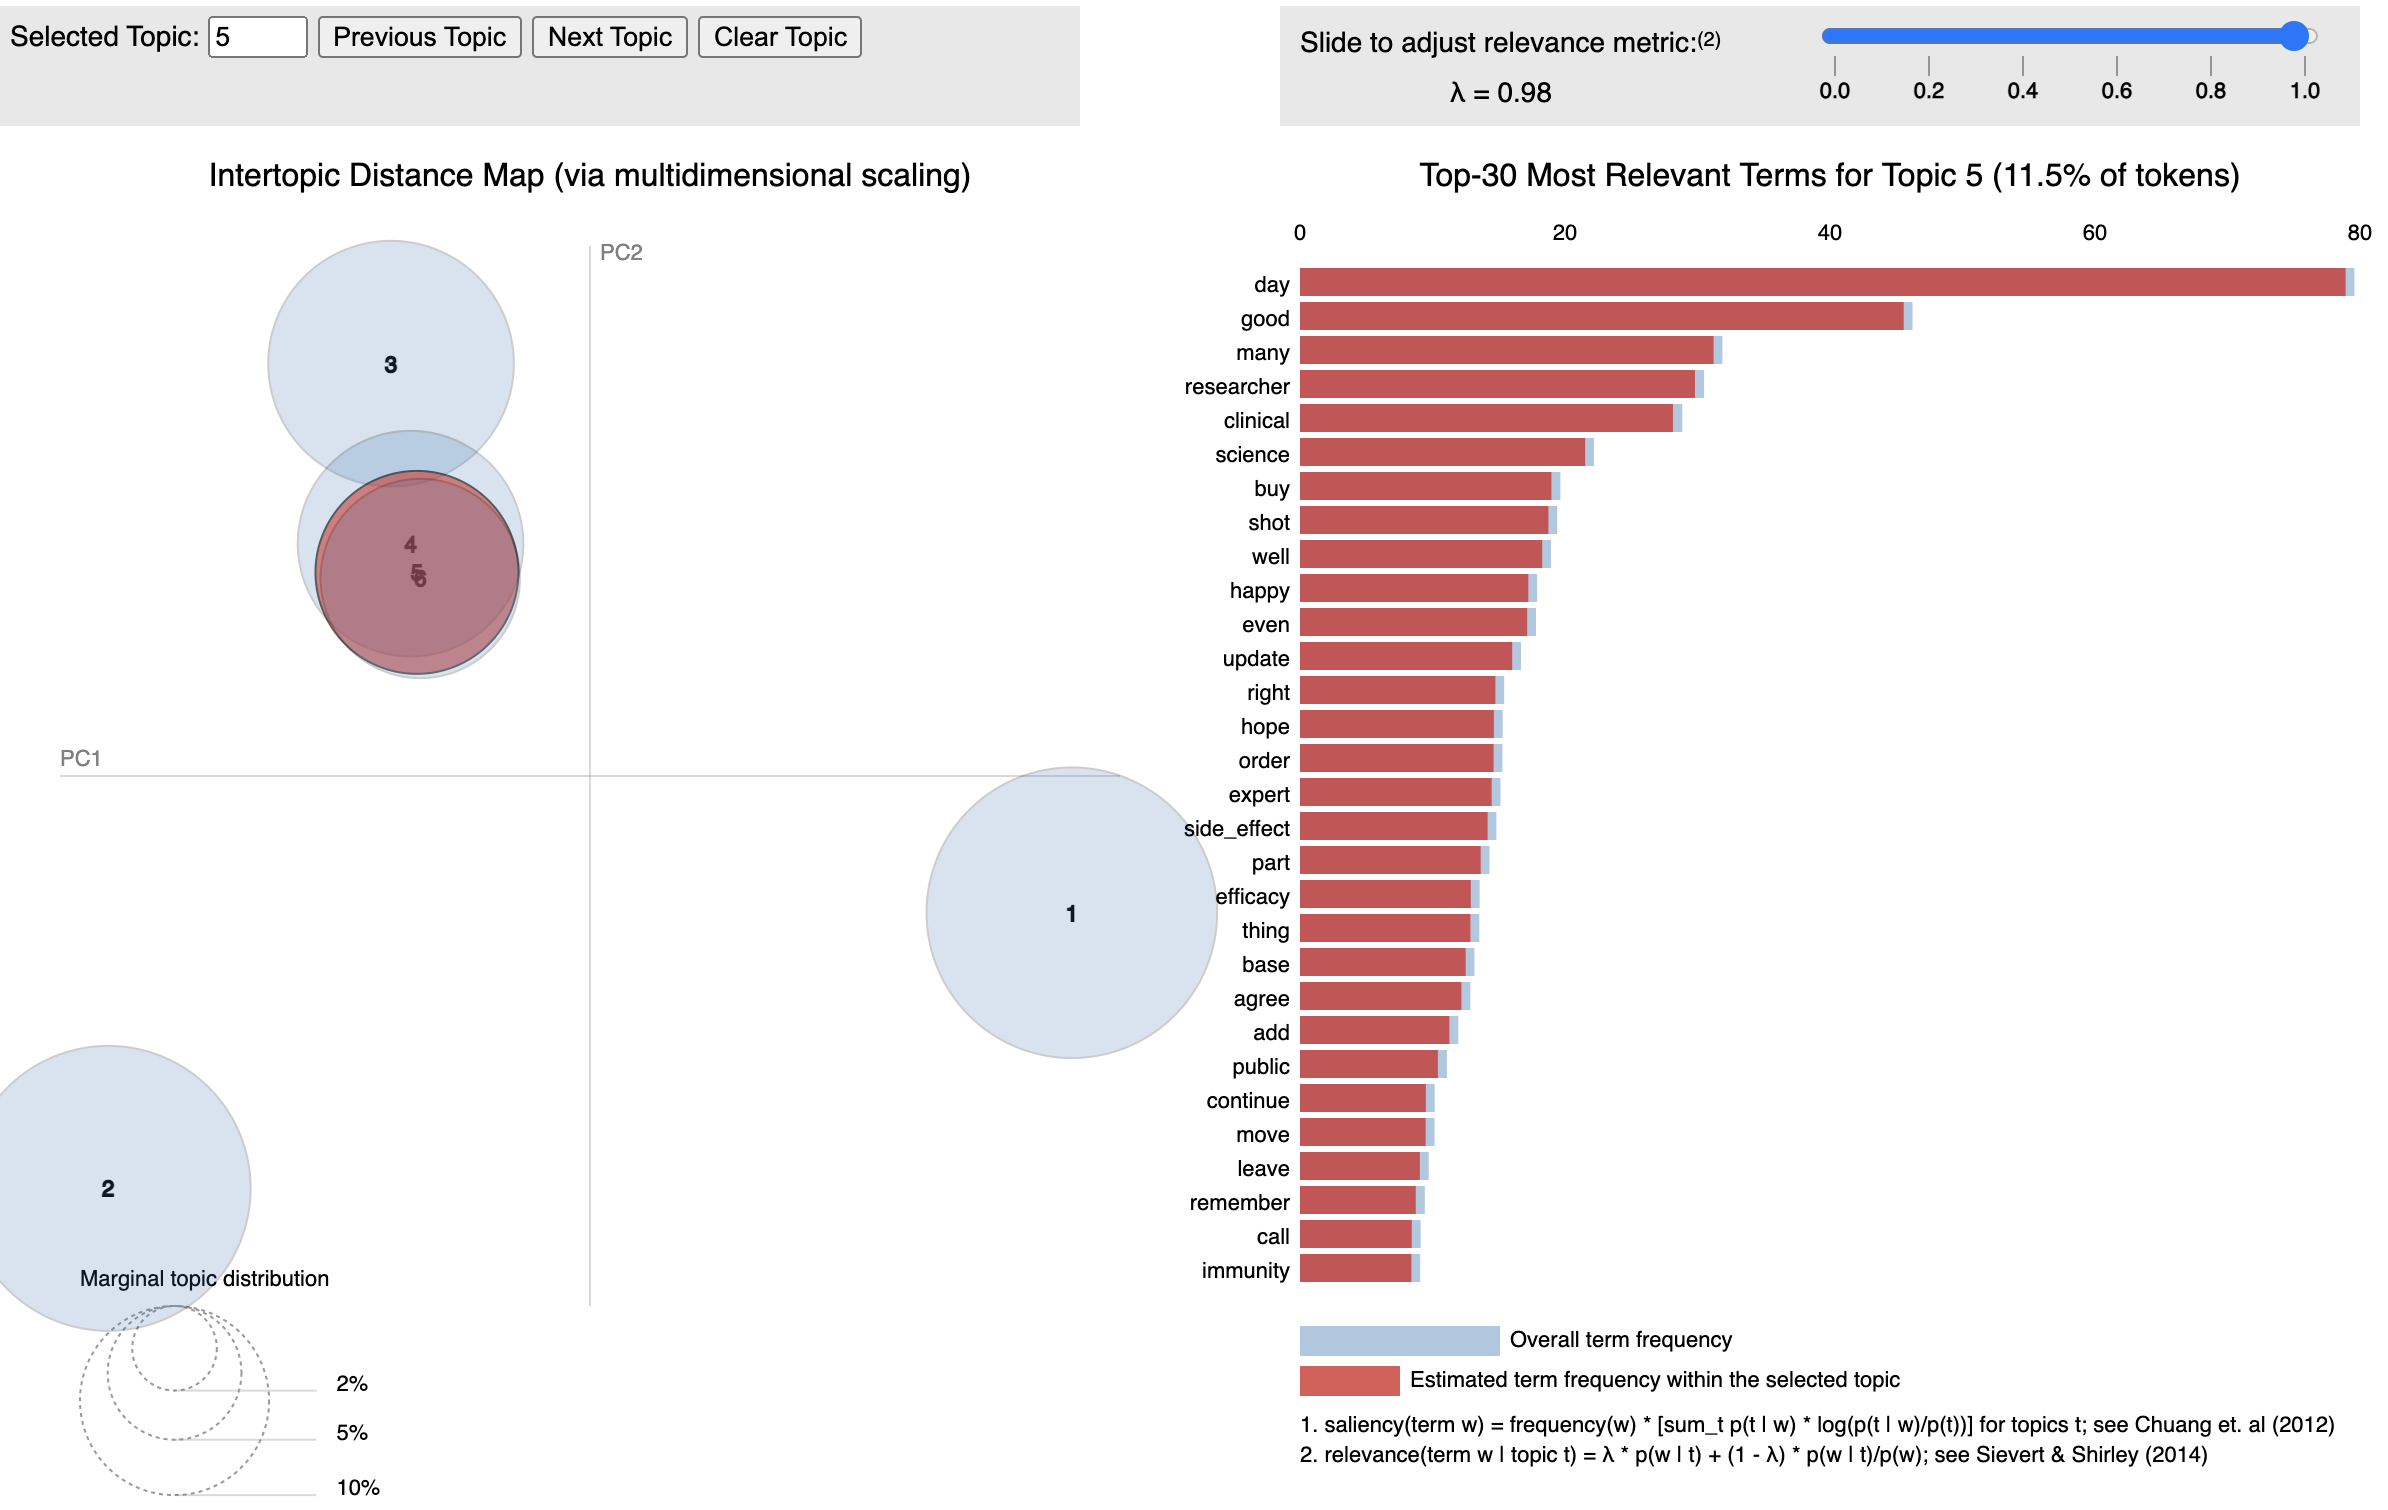 Selected Topic: 5 Previous Topic Next Topic Clear Topic
Slide to adjust relevance metric:(2)
λ = 0.98
0.0 0.2 0.4 0.6 0.8 1.0
Intertopic Distance Map (via multidimensional scaling)
PC2
3
4
5
6
PC1
1
2
Marginal topic distribution
2%
5%
10%
Top-30 Most Relevant Terms for Topic 5 (11.5% of tokens)
0 20 40 60 80
day
good
many
researcher
clinical
science
buy
shot
well
happy
even
update
right
hope
order
expert
side_effect
part
efficacy
thing
base
agree
add
public
continue
move
leave
remember
call
immunity
Overall term frequency
Estimated term frequency within the selected topic
1. saliency(term w) = frequency(w) * [sum_t p(t | w) * log(p(t | w)/p(t))] for topics t; see Chuang et. al (2012)
2. relevance(term w | topic t) = λ * p(w | t) + (1 - λ) * p(w | t)/p(w); see Sievert & Shirley (2014)